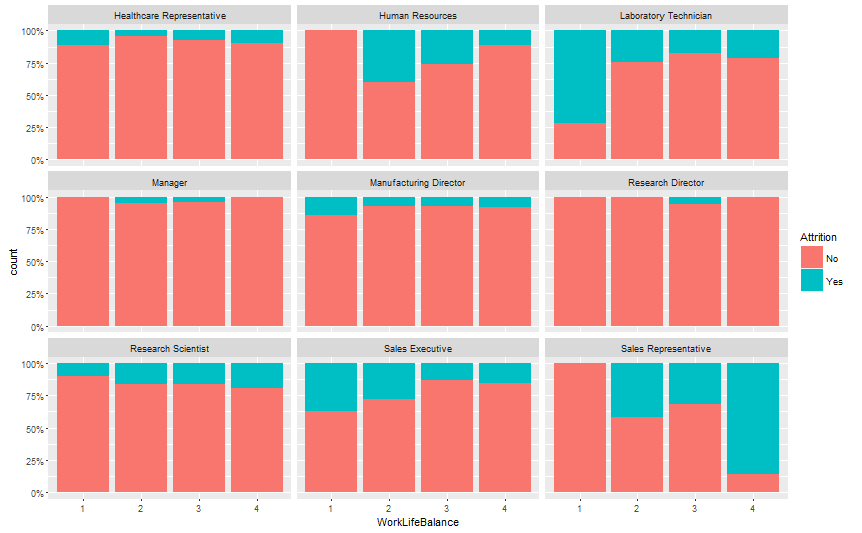 Healthcare Representative
Human Resources
Laboratory Technician
100%
75%
50%
25%
0%
Manager
Manufacturing Director
Research Director
100%
75%
50%
25%
0%
count
Attrition
No
Yes
Research Scientist
Sales Executive
Sales Representative
100%
75%
50%
25%
0%
1 2 3 4 1 2 3 4 1 2 3 4
WorkLifeBalance